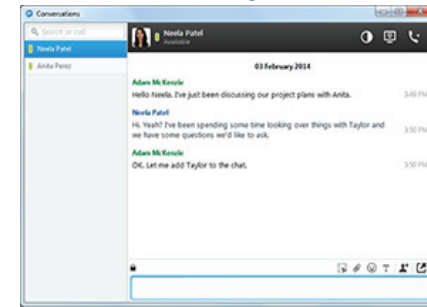 Conversations
Search or call
Neela Patel
Anita Perez
Neela Patel
Available
03 February 2014
Adam McKenzie
Hello Neela. I've just been discussing our project plans with Anita.
3:49 PM
Neela Patel
Hi. Yeah? I've been spending some time looking over things with Taylor and
we have some questions we'd like to ask.
3:50 PM
Adam McKenzie
OK. Let me add Taylor to the chat.
3:50 PM